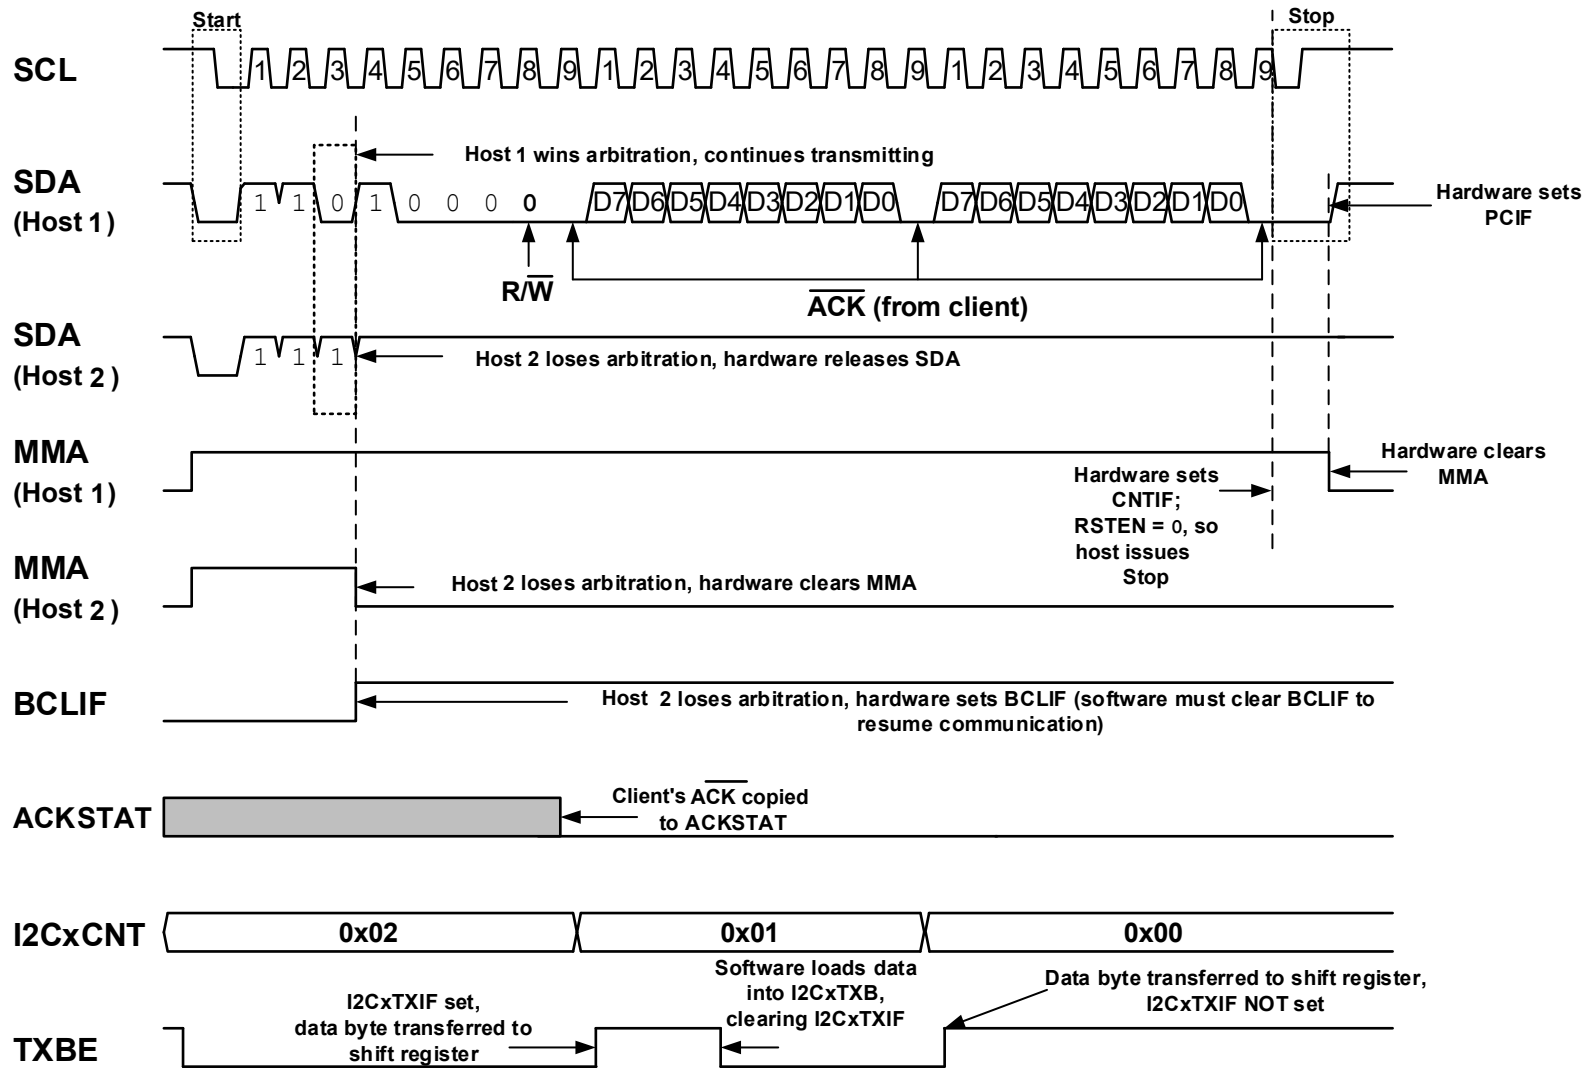 Start
Stop
SCL
1 2 3 4 5 6 7 8 9 1 2 3 4 5 6 7 8 9 1 2 3 4 5 6 7 8 9
Host 1 wins arbitration, continues transmitting
SDA
(Host 1)
1 1 0 1 0 0 0 0 D7 D6 D5 D4 D3 D2 D1 D0 D7 D6 D5 D4 D3 D2 D1 D0
Hardware sets
PCIF
R/W̅
A̅C̅K̅ (from client)
SDA
(Host 2 )
1 1 1
Host 2 loses arbitration, hardware releases SDA
MMA
(Host 1)
Hardware sets
CNTIF;
RSTEN = 0, so
host issues
Stop
Hardware clears
MMA
MMA
(Host 2 )
Host 2 loses arbitration, hardware clears MMA
BCLIF
Host 2 loses arbitration, hardware sets BCLIF (software must clear BCLIF to
resume communication)
ACKSTAT
Client's A̅C̅K̅ copied
to ACKSTAT
I2CxCNT
0x02 0x01 0x00
TXBE
I2CxTXIF set,
data byte transferred to
shift register
Software loads data
into I2CxTXB,
clearing I2CxTXIF
Data byte transferred to shift register,
I2CxTXIF NOT set